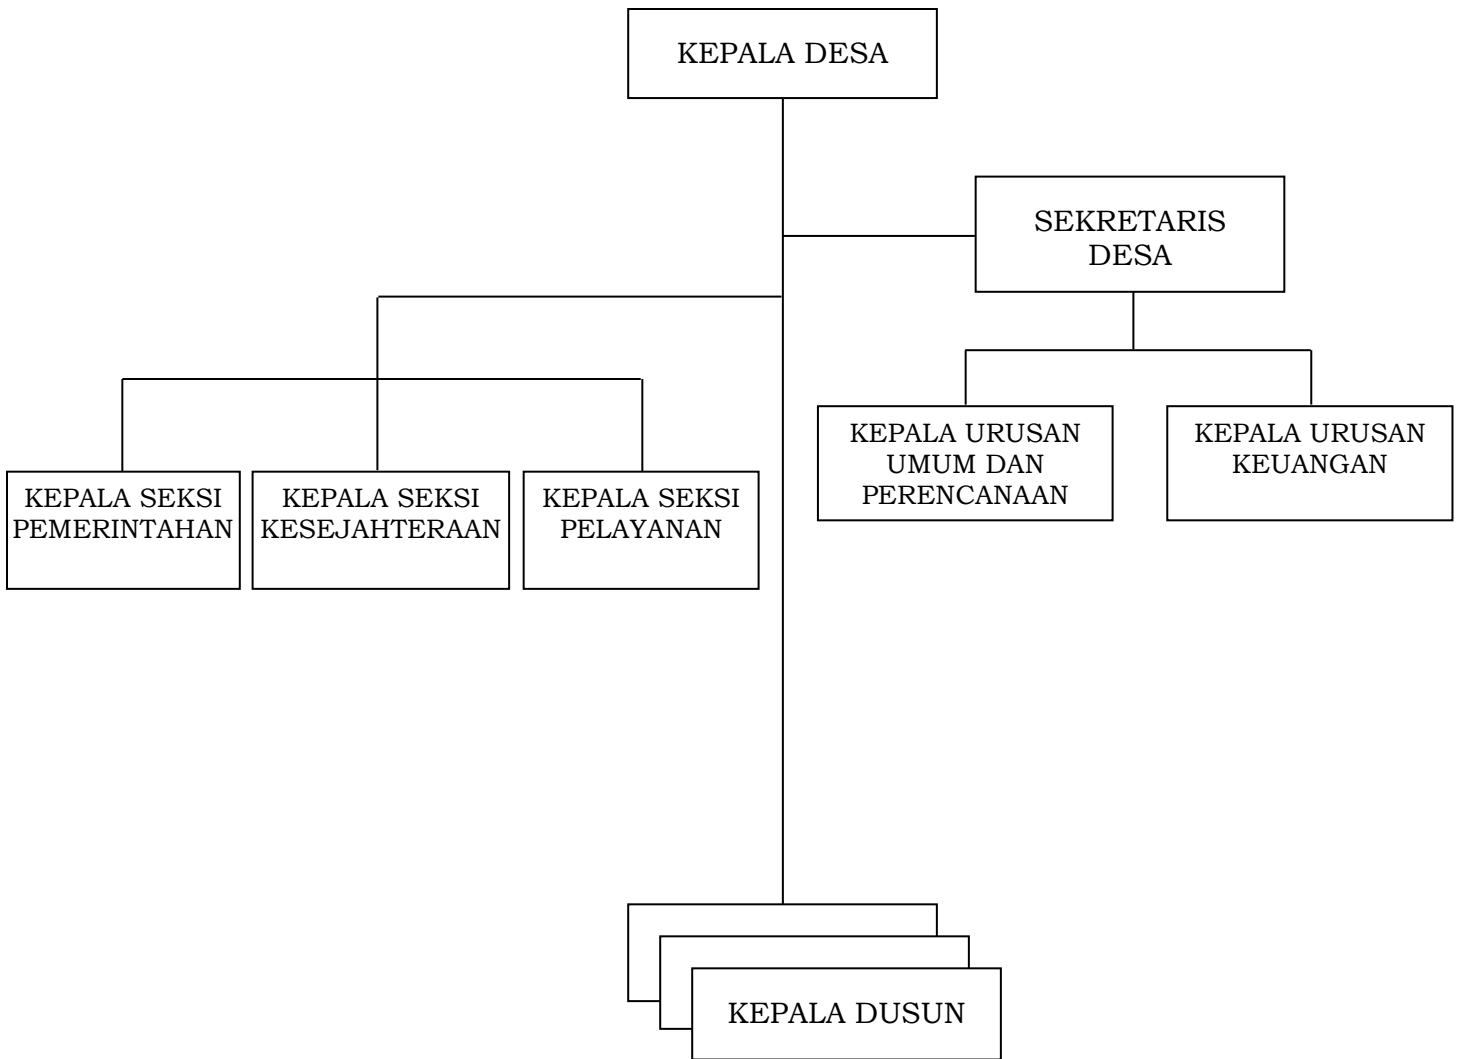 KEPALA DESA
SEKRETARIS
DESA
KEPALA URUSAN
UMUM DAN
PERENCANAAN
KEPALA URUSAN
KEUANGAN
KEPALA SEKSI
PEMERINTAHAN
KEPALA SEKSI
KESEJAHTERAAN
KEPALA SEKSI
PELAYANAN
KEPALA DUSUN